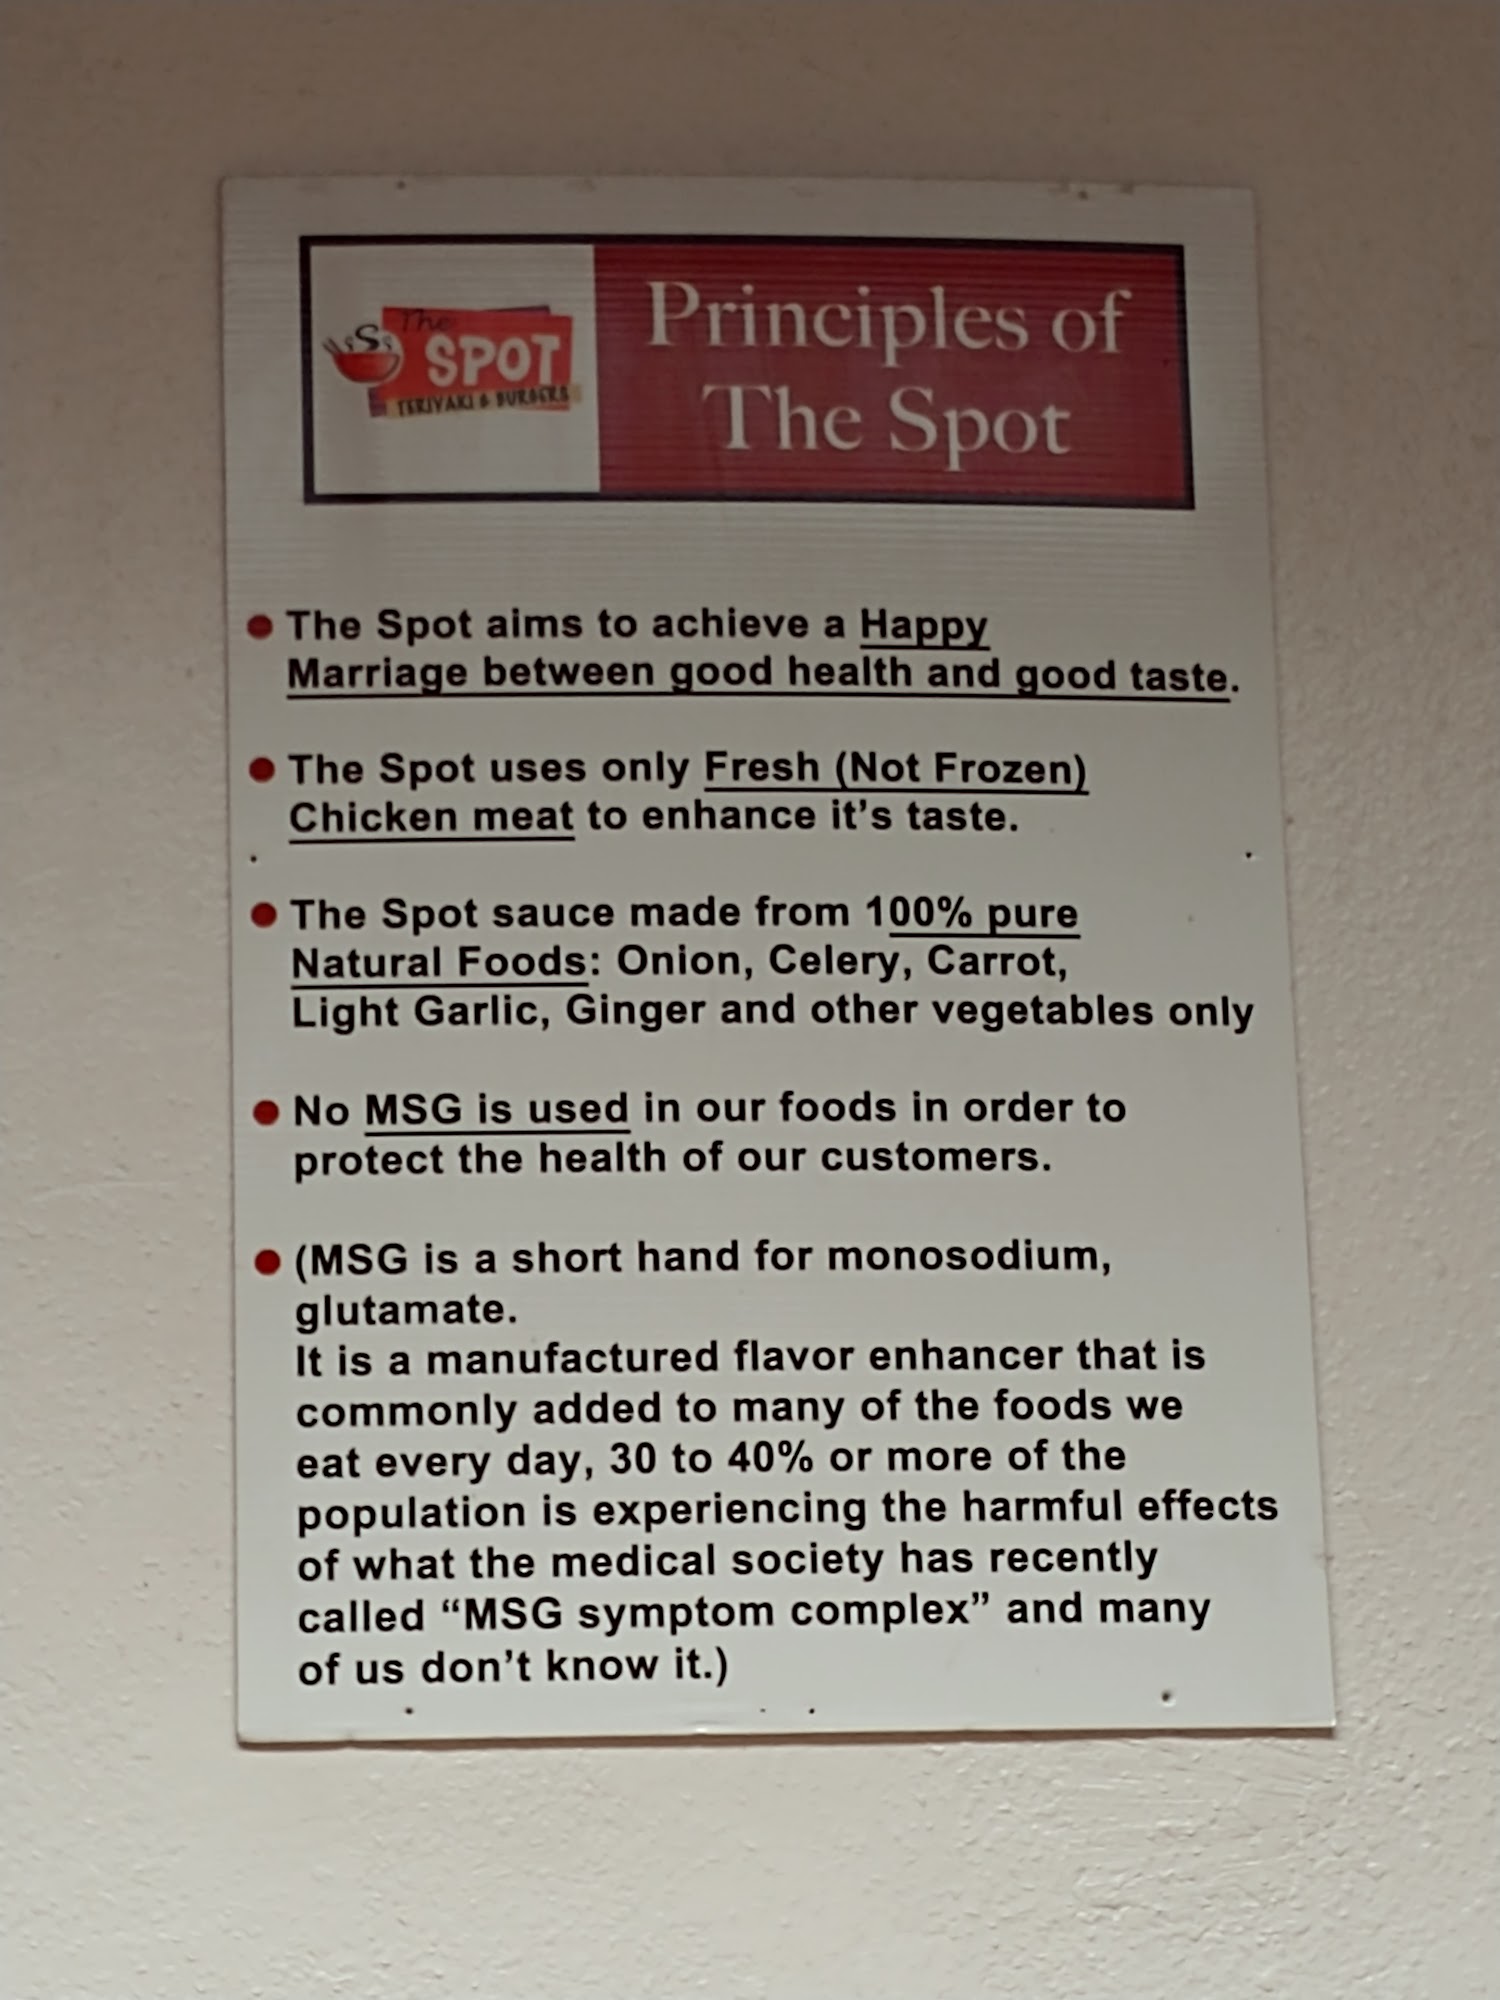 The
SPOT
TERIYAKI & BURGERS
Principles of
The Spot
● The Spot aims to achieve a Happy
Marriage between good health and good taste.
● The Spot uses only Fresh (Not Frozen)
Chicken meat to enhance it's taste.
● The Spot sauce made from 100% pure
Natural Foods: Onion, Celery, Carrot,
Light Garlic, Ginger and other vegetables only
● No MSG is used in our foods in order to
protect the health of our customers.
● (MSG is a short hand for monosodium,
glutamate.
It is a manufactured flavor enhancer that is
commonly added to many of the foods we
eat every day, 30 to 40% or more of the
population is experiencing the harmful effects
of what the medical society has recently
called “MSG symptom complex” and many
of us don't know it.)